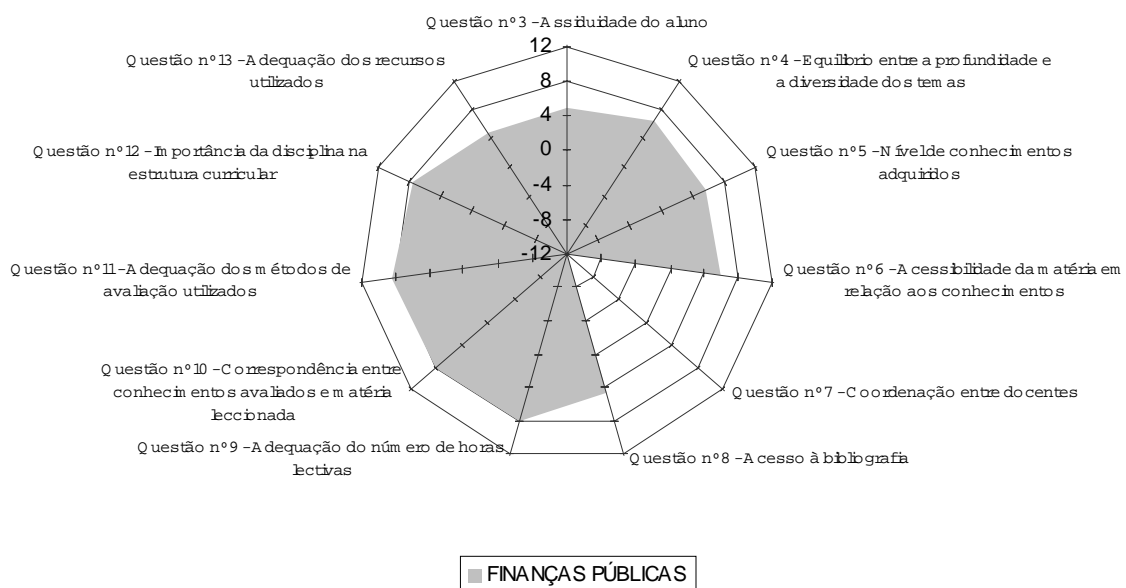 Questão nº3 - Assiduidade do aluno
Questão nº13 - Adequação dos recursos
utilizados
Questão nº4 - Equilíbrio entre a profundidade e
a diversidade dos temas
Questão nº12 - Importância da disciplina na
estrutura curricular
Questão nº5 - Nível de conhecimentos
adquiridos
12
8
4
0
-4
-8
-12
Questão nº11 - Adequação dos métodos de
avaliação utilizados
Questão nº6 - Acessibilidade da matéria em
relação aos conhecimentos
Questão nº10 - Correspondência entre
conhecimentos avaliados e matéria
leccionada
Questão nº7 - Coordenação entre docentes
Questão nº9 - Adequação do número de horas
lectivas
Questão nº8 - Acesso à bibliografia
FINANÇAS PÚBLICAS